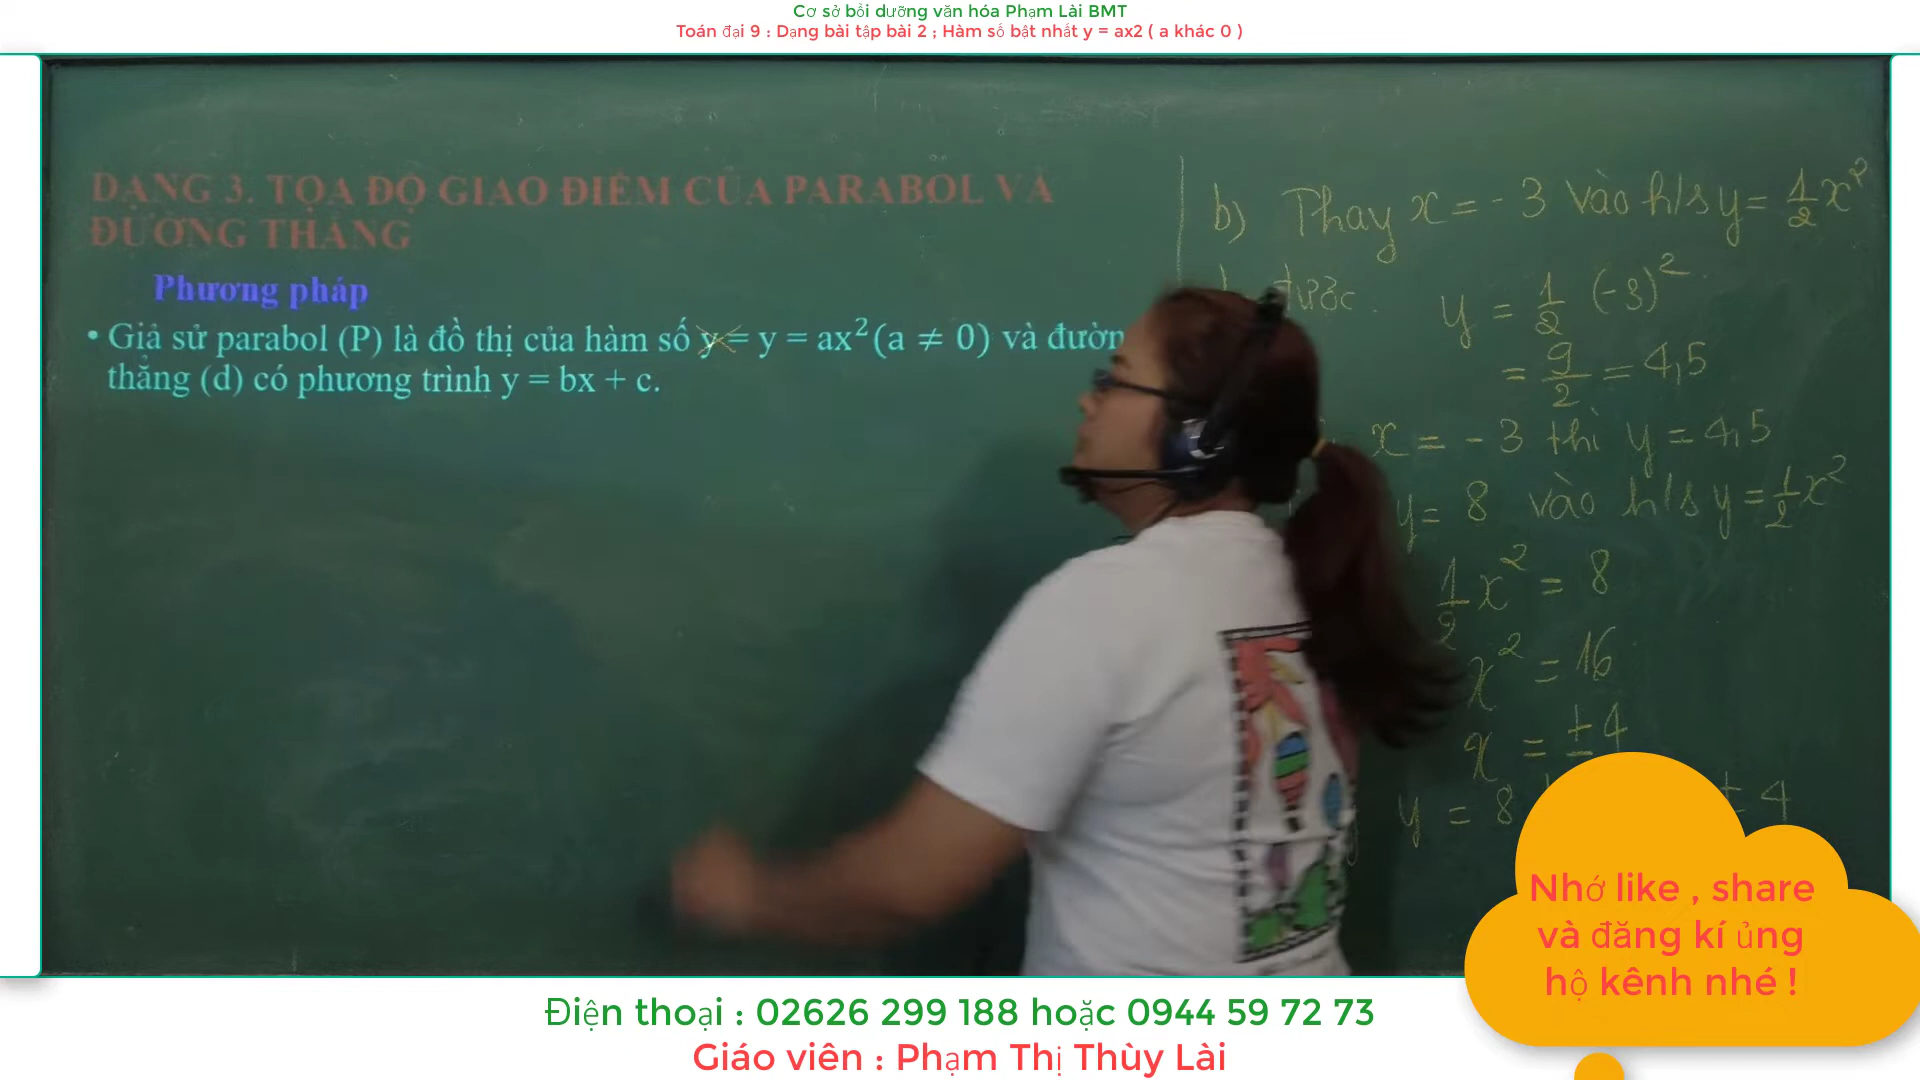 Cơ sở bồi dưỡng văn hóa Phạm Lài BMT
Toán đại 9 : Dạng bài tập bài 2 ; Hàm số bật nhất y = ax2 ( a khác 0 )
DẠNG 3. TỌA ĐỘ GIAO ĐIỂM CỦA PARABOL VÀ
ĐƯỜNG THẲNG
Phương pháp
• Giả sử parabol (P) là đồ thị của hàm số y = y = ax²(a ≠ 0) và đườn
thẳng (d) có phương trình y = bx + c.
b) Thay x = -3 vào h/s y = 1/2 x²
được.
y = 1/2 (-3)²
= 9/2 = 4,5
x = -3 thì y = 4,5
y = 8 vào h/s y = 1/2 x²
1/2 x² = 8
x² = 16
x = ±4
y = 8 ± 4
Nhớ like , share
và đăng kí ủng
hộ kênh nhé !
Điện thoại : 02626 299 188 hoặc 0944 59 72 73
Giáo viên : Phạm Thị Thùy Lài